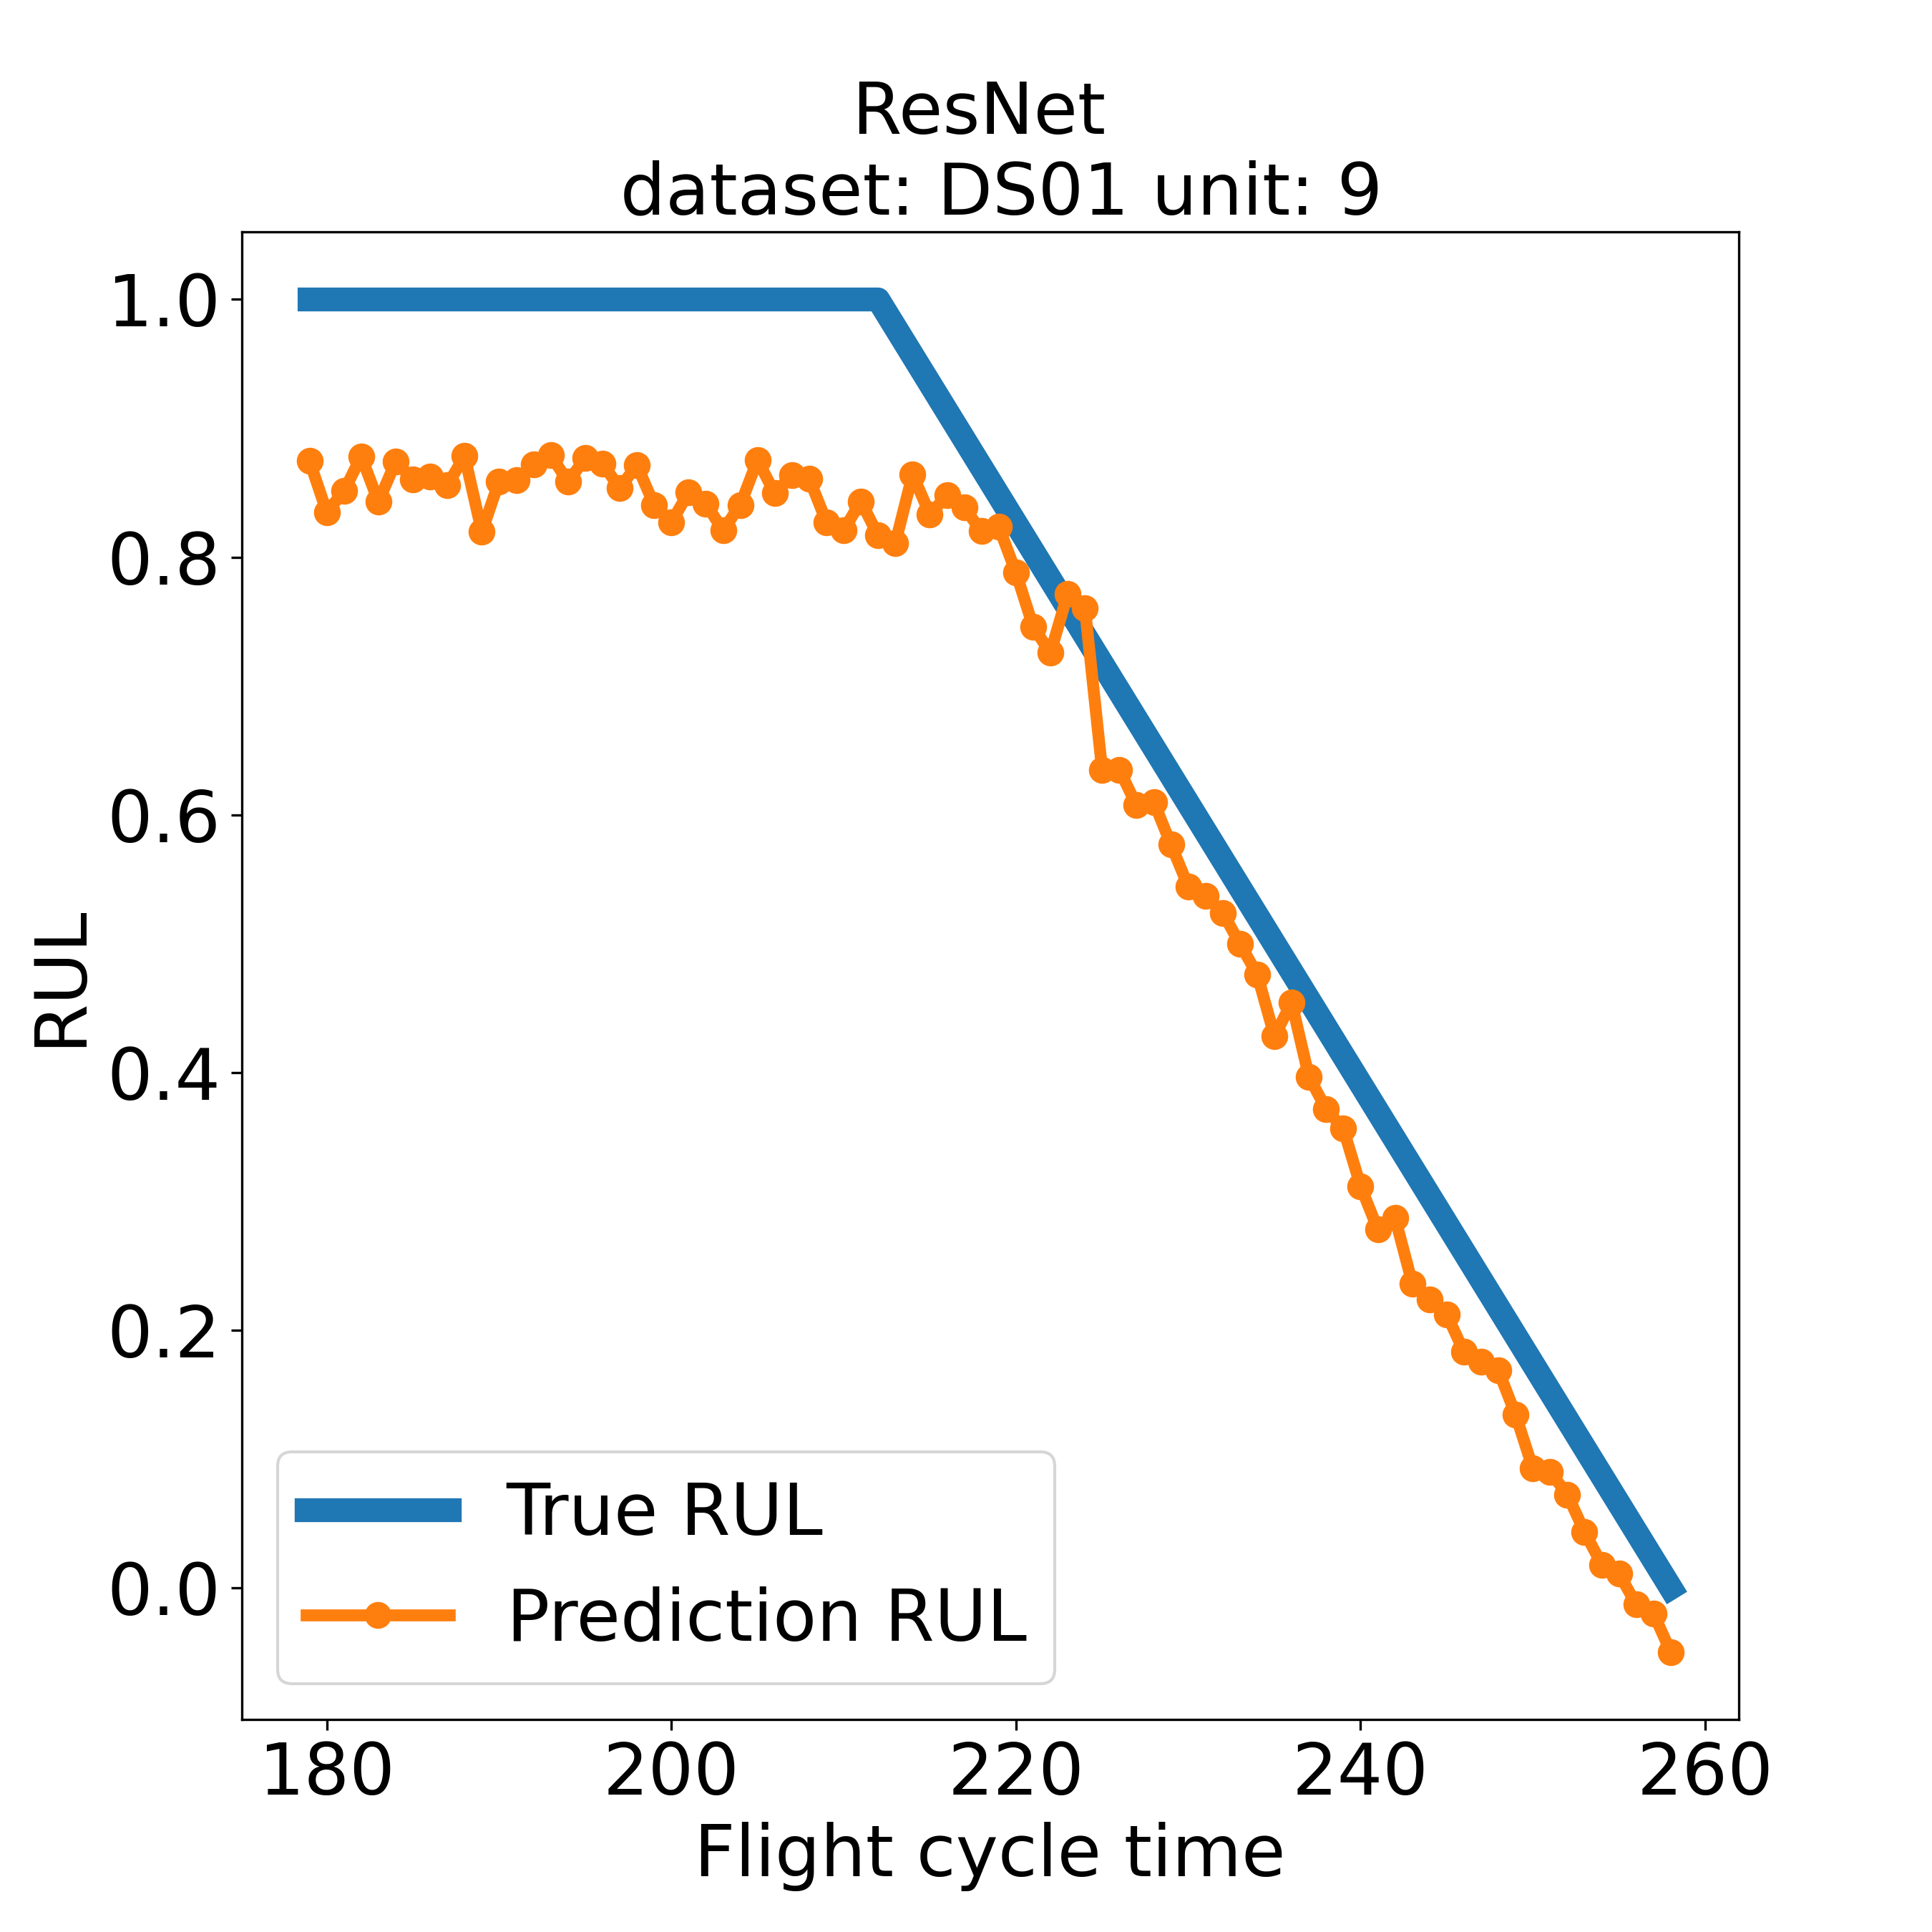 ResNet
dataset: DS01 unit: 9
1.0
0.8
0.6
0.4
0.2
0.0
RUL
True RUL
Prediction RUL
180 200 220 240 260
Flight cycle time